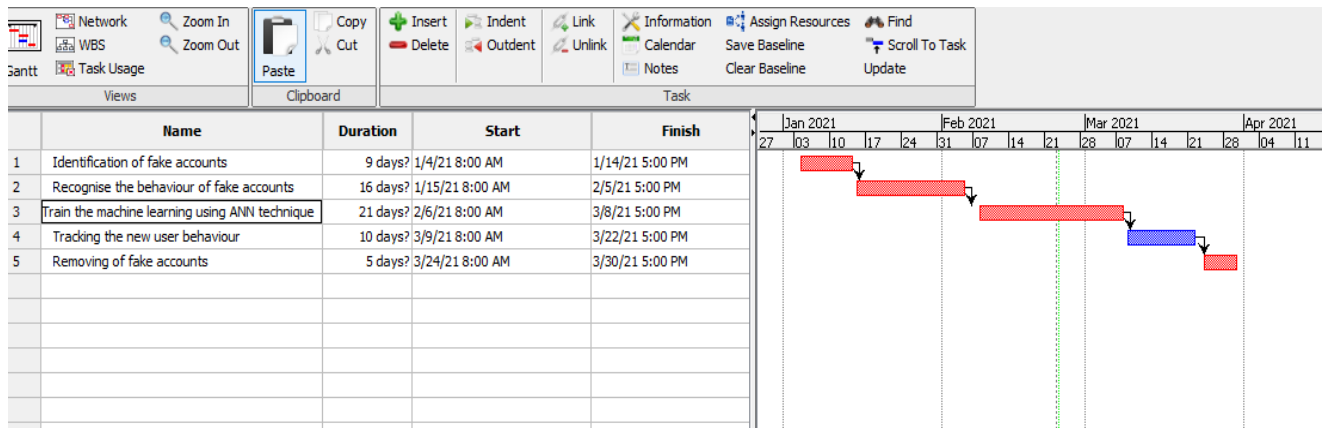 Network Zoom In Copy Insert Indent Link Information Assign Resources Find
WBS Zoom Out Cut Delete Outdent Unlink Calendar Save Baseline Scroll To Task
Gantt Task Usage Paste Notes Clear Baseline Update
Views Clipboard Task
Name Duration Start Finish
Jan 2021 Feb 2021 Mar 2021 Apr 2021
27 03 10 17 24 31 07 14 21 28 07 14 21 28 04 11
1 Identification of fake accounts 9 days? 1/4/21 8:00 AM 1/14/21 5:00 PM
2 Recognise the behaviour of fake accounts 16 days? 1/15/21 8:00 AM 2/5/21 5:00 PM
3 Train the machine learning using ANN technique 21 days? 2/6/21 8:00 AM 3/8/21 5:00 PM
4 Tracking the new user behaviour 10 days? 3/9/21 8:00 AM 3/22/21 5:00 PM
5 Removing of fake accounts 5 days? 3/24/21 8:00 AM 3/30/21 5:00 PM